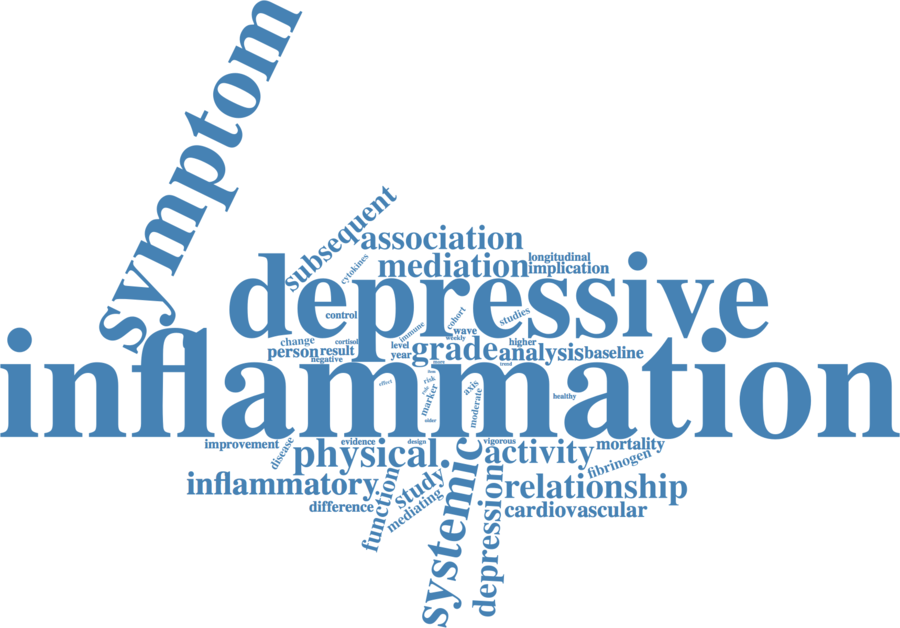 symptom
subsequent
association
cytokines
mediation
longitudinal
implication
depressive
control
immune
cohort
studies
wave
weekly
change
cortisol
person
result
level
year
grade
higher
analysis
baseline
negative
trend
inflammation
effect
risk
role
marker
axis
moderate
healthy
older
improvement
disease
evidence
design
vigorous
physical
systemic
activity
mortality
fibrinogen
inflammatory
function
study
mediating
depression
relationship
difference
cardiovascular